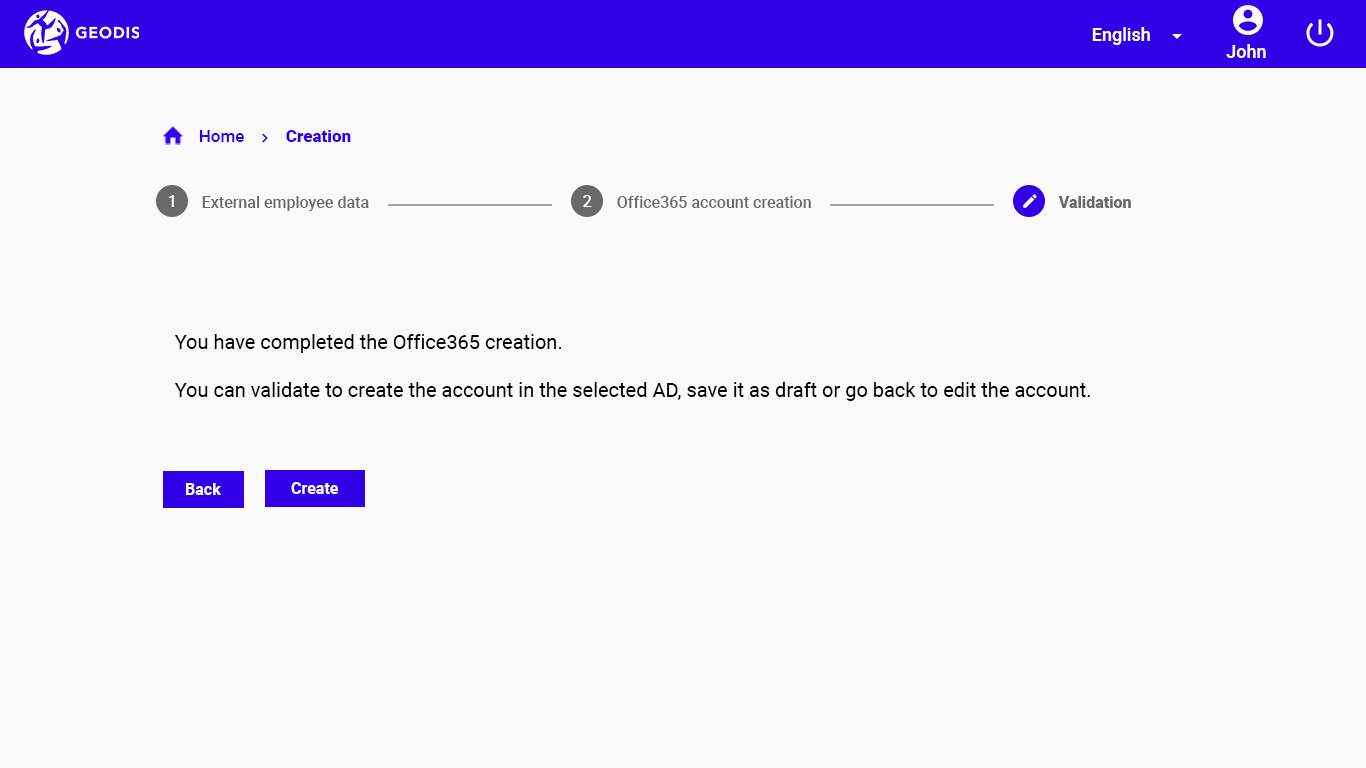 GEODIS
English
John
Home
Creation
1
External employee data
2
Office365 account creation
Validation
You have completed the Office365 creation.
You can validate to create the account in the selected AD, save it as draft or go back to edit the account.
Back
Create